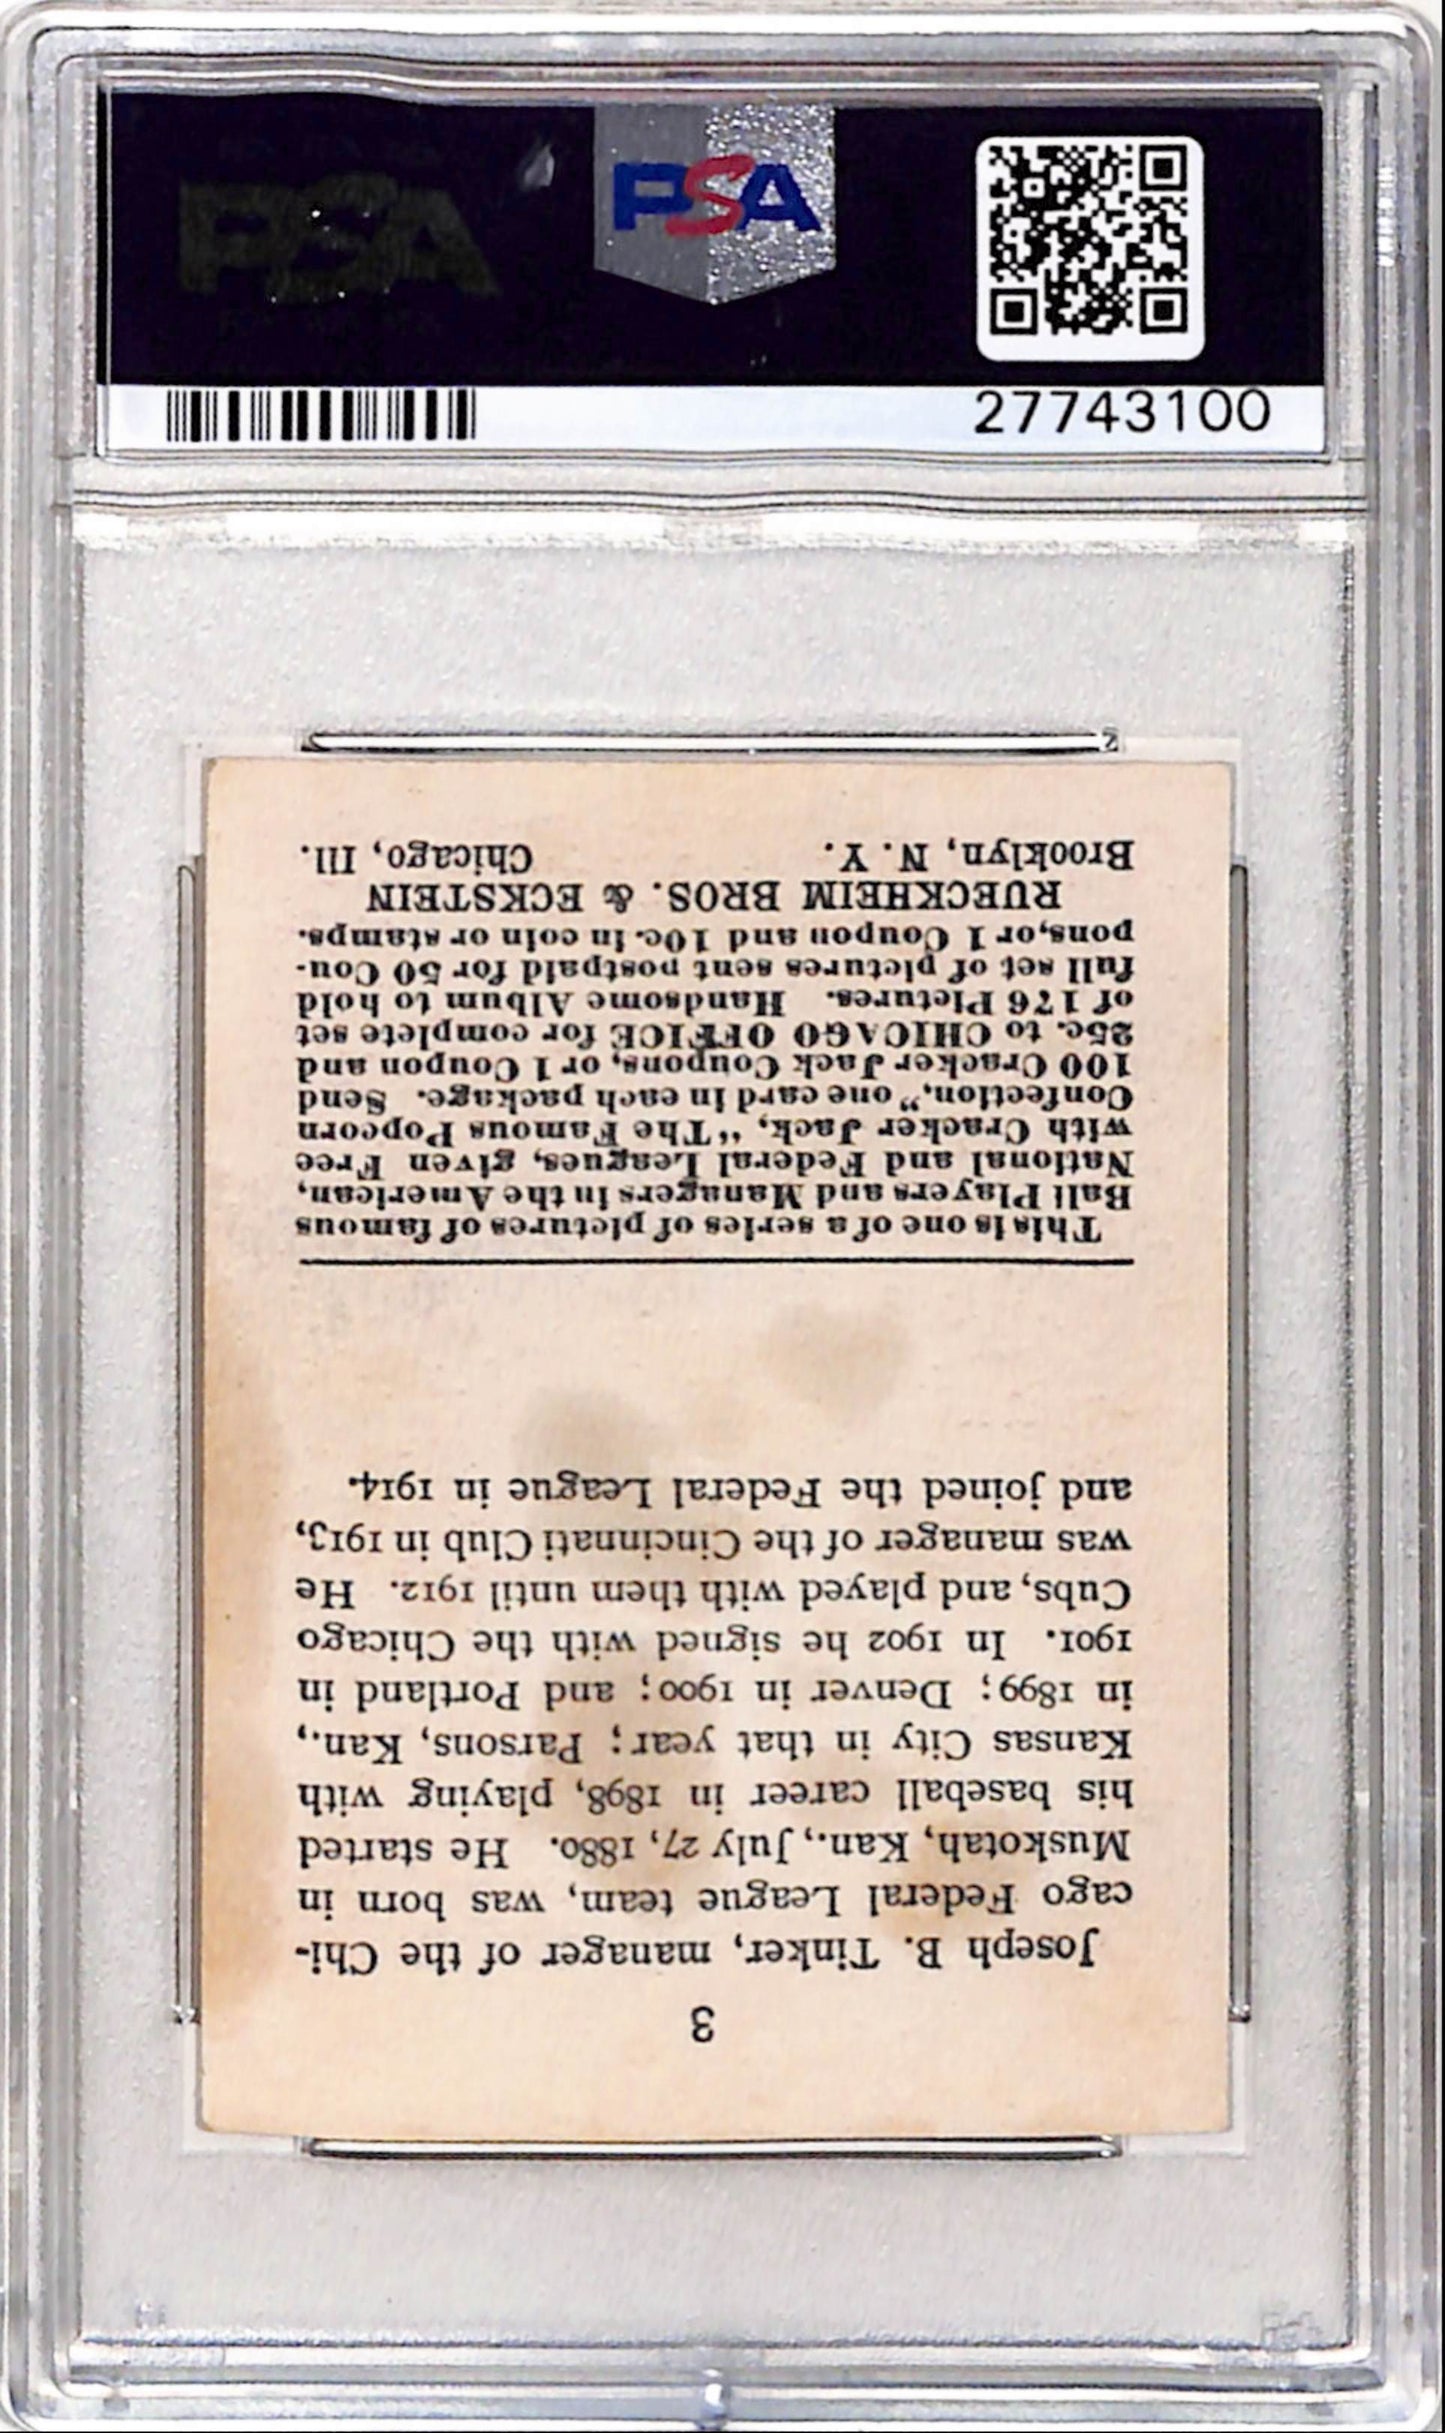 PSA
PSA
27743100
3
Joseph B. Tinker, manager of the Chi-
cago Federal League team, was born in
Muskotah, Kan., July 27, 1880. He started
his baseball career in 1898, playing with
Kansas City in that year; Parsons, Kan.,
in 1899; Denver in 1900; and Portland in
1901. In 1902 he signed with the Chicago
Cubs, and played with them until 1912. He
was manager of the Cincinnati Club in 1913,
and joined the Federal League in 1914.
This is one of a series of pictures of famous
Ball Players and Managers in the American,
National and Federal Leagues, given Free
with Cracker Jack, "The Famous Popcorn
Confection," one card in each package. Send
100 Cracker Jack Coupons, or 1 Coupon and
25c. to CHICAGO OFFICE for complete set
of 176 Pictures. Handsome Album to hold
full set of pictures sent postpaid for 50 Cou-
pons, or 1 Coupon and 10c. in coin or stamps.
RUECKHEIM BROS. & ECKSTEIN
Brooklyn, N. Y. Chicago, Ill.